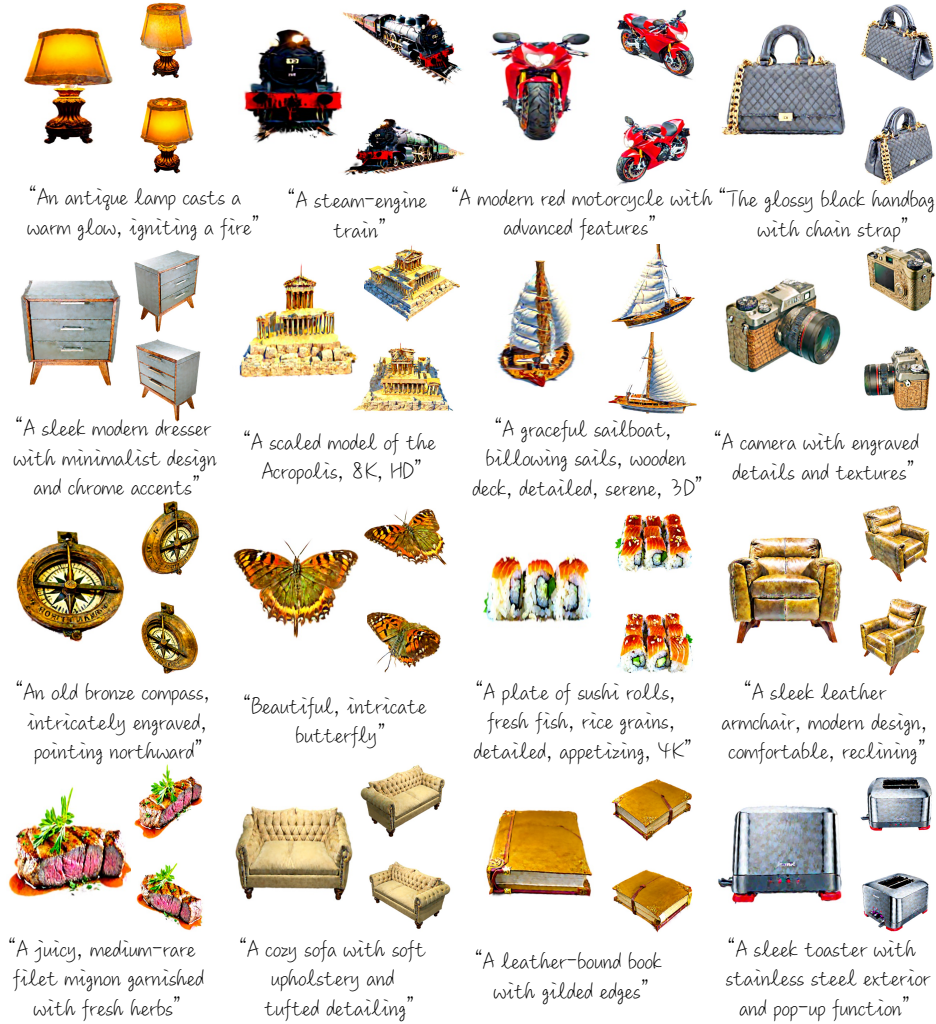 “An antique lamp casts a
warm glow, igniting a fire”
“A steam-engine
train”
“A modern red motorcycle with
advanced features”
“The glossy black handbag
with chain strap”
“A sleek modern dresser
with minimalist design
and chrome accents”
“A scaled model of the
Acropolis, 8K, HD”
“A graceful sailboat,
billowing sails, wooden
deck, detailed, serene, 3D”
“A camera with engraved
details and textures”
“An old bronze compass,
intricately engraved,
pointing northward”
“Beautiful, intricate
butterfly”
“A plate of sushi rolls,
fresh fish, rice grains,
detailed, appetizing, 4K”
“A sleek leather
armchair, modern design,
comfortable, reclining”
“A juicy, medium-rare
filet mignon garnished
with fresh herbs”
“A cozy sofa with soft
upholstery and
tufted detailing”
“A leather-bound book
with gilded edges”
“A sleek toaster with
stainless steel exterior
and pop-up function”